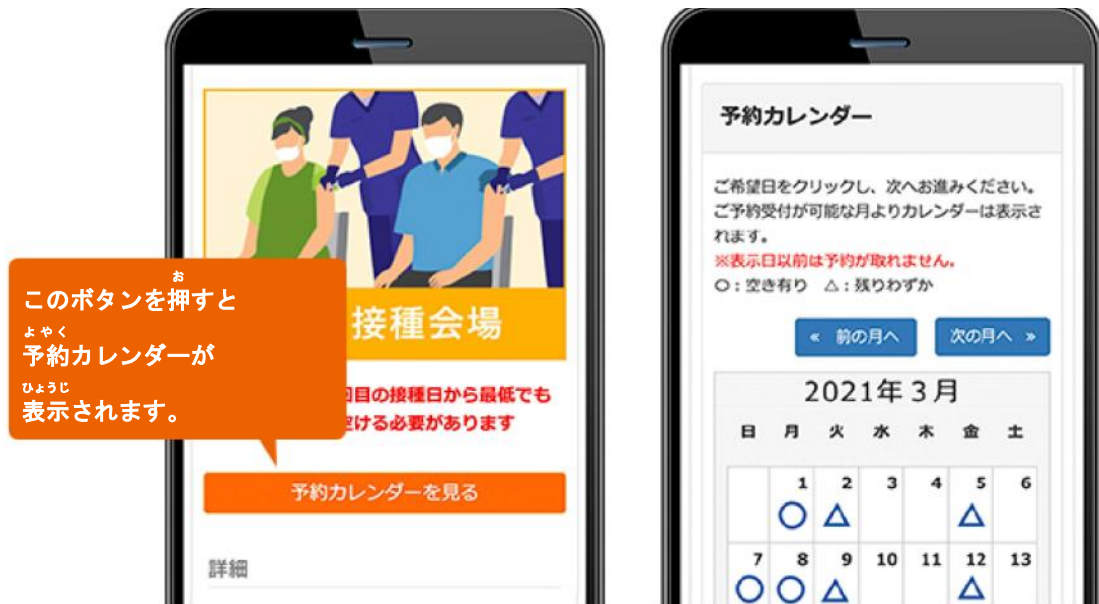 このボタンを押すと
お
予約カレンダーが
よやく
表示されます。
ひょうじ
接種会場
回目の接種日から最低でも
空ける必要があります
予約カレンダーを見る
詳細
予約カレンダー
ご希望日をクリックし、次へお進みください。
ご予約受付が可能な月よりカレンダーは表示さ
れます。
※表示日以前は予約が取れません。
○：空き有り △：残りわずか
« 前の月へ 次の月へ »
2021年3月
日 月 火 水 木 金 土
1 2 3 4 5 6
○ △ △
7 8 9 10 11 12 13
○ ○ △ △